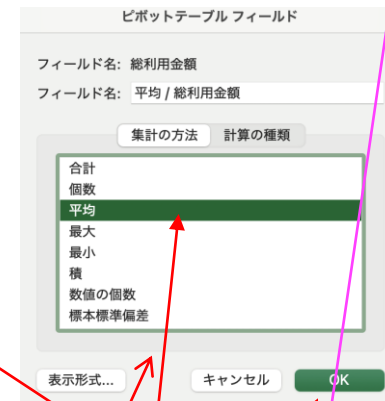 ピボットテーブル フィールド
フィールド名: 総利用金額
フィールド名: 平均 / 総利用金額
集計の方法 計算の種類
合計
個数
平均
最大
最小
積
数値の個数
標本標準偏差
表示形式... キャンセル OK